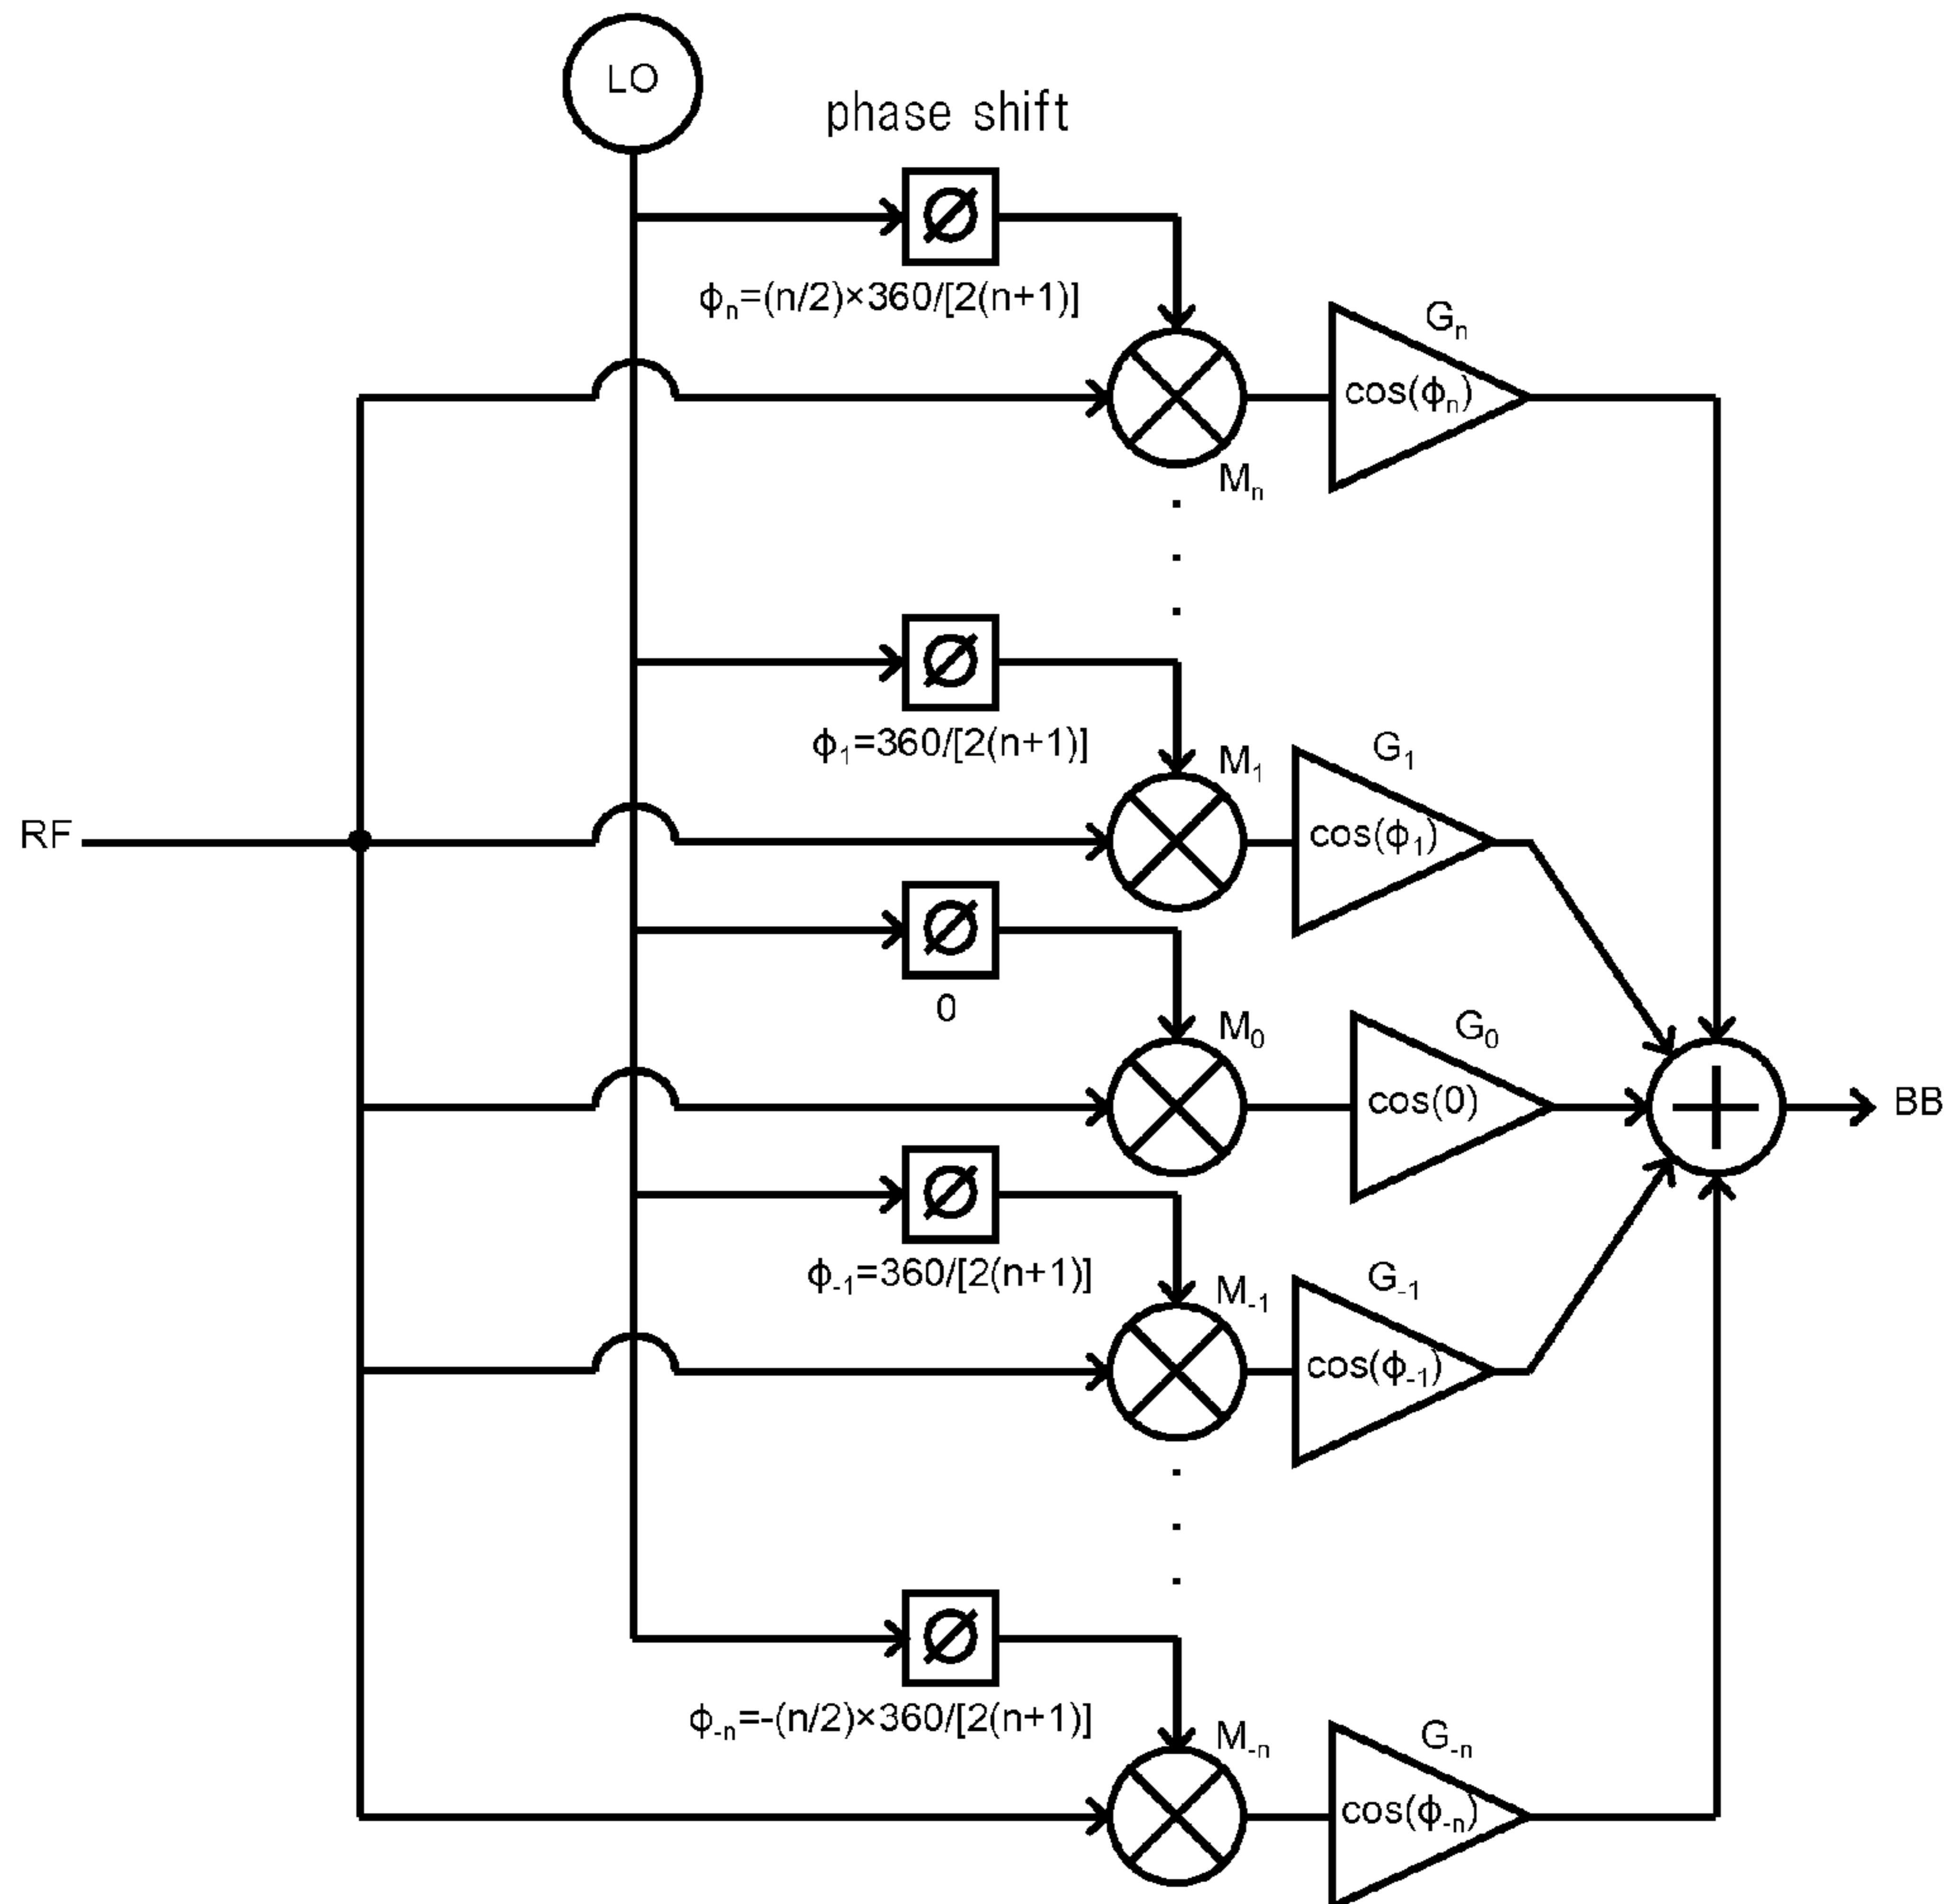 LO
phase shift
ϕn=(n/2)×360/[2(n+1)]
Gn
cos(ϕn)
Mn
ϕ1=360/[2(n+1)]
M1
G1
cos(ϕ1)
RF
0
M0
G0
cos(0)
BB
ϕ-1=360/[2(n+1)]
M-1
G-1
cos(ϕ-1)
ϕ-n=-(n/2)×360/[2(n+1)]
M-n
G-n
cos(ϕ-n)